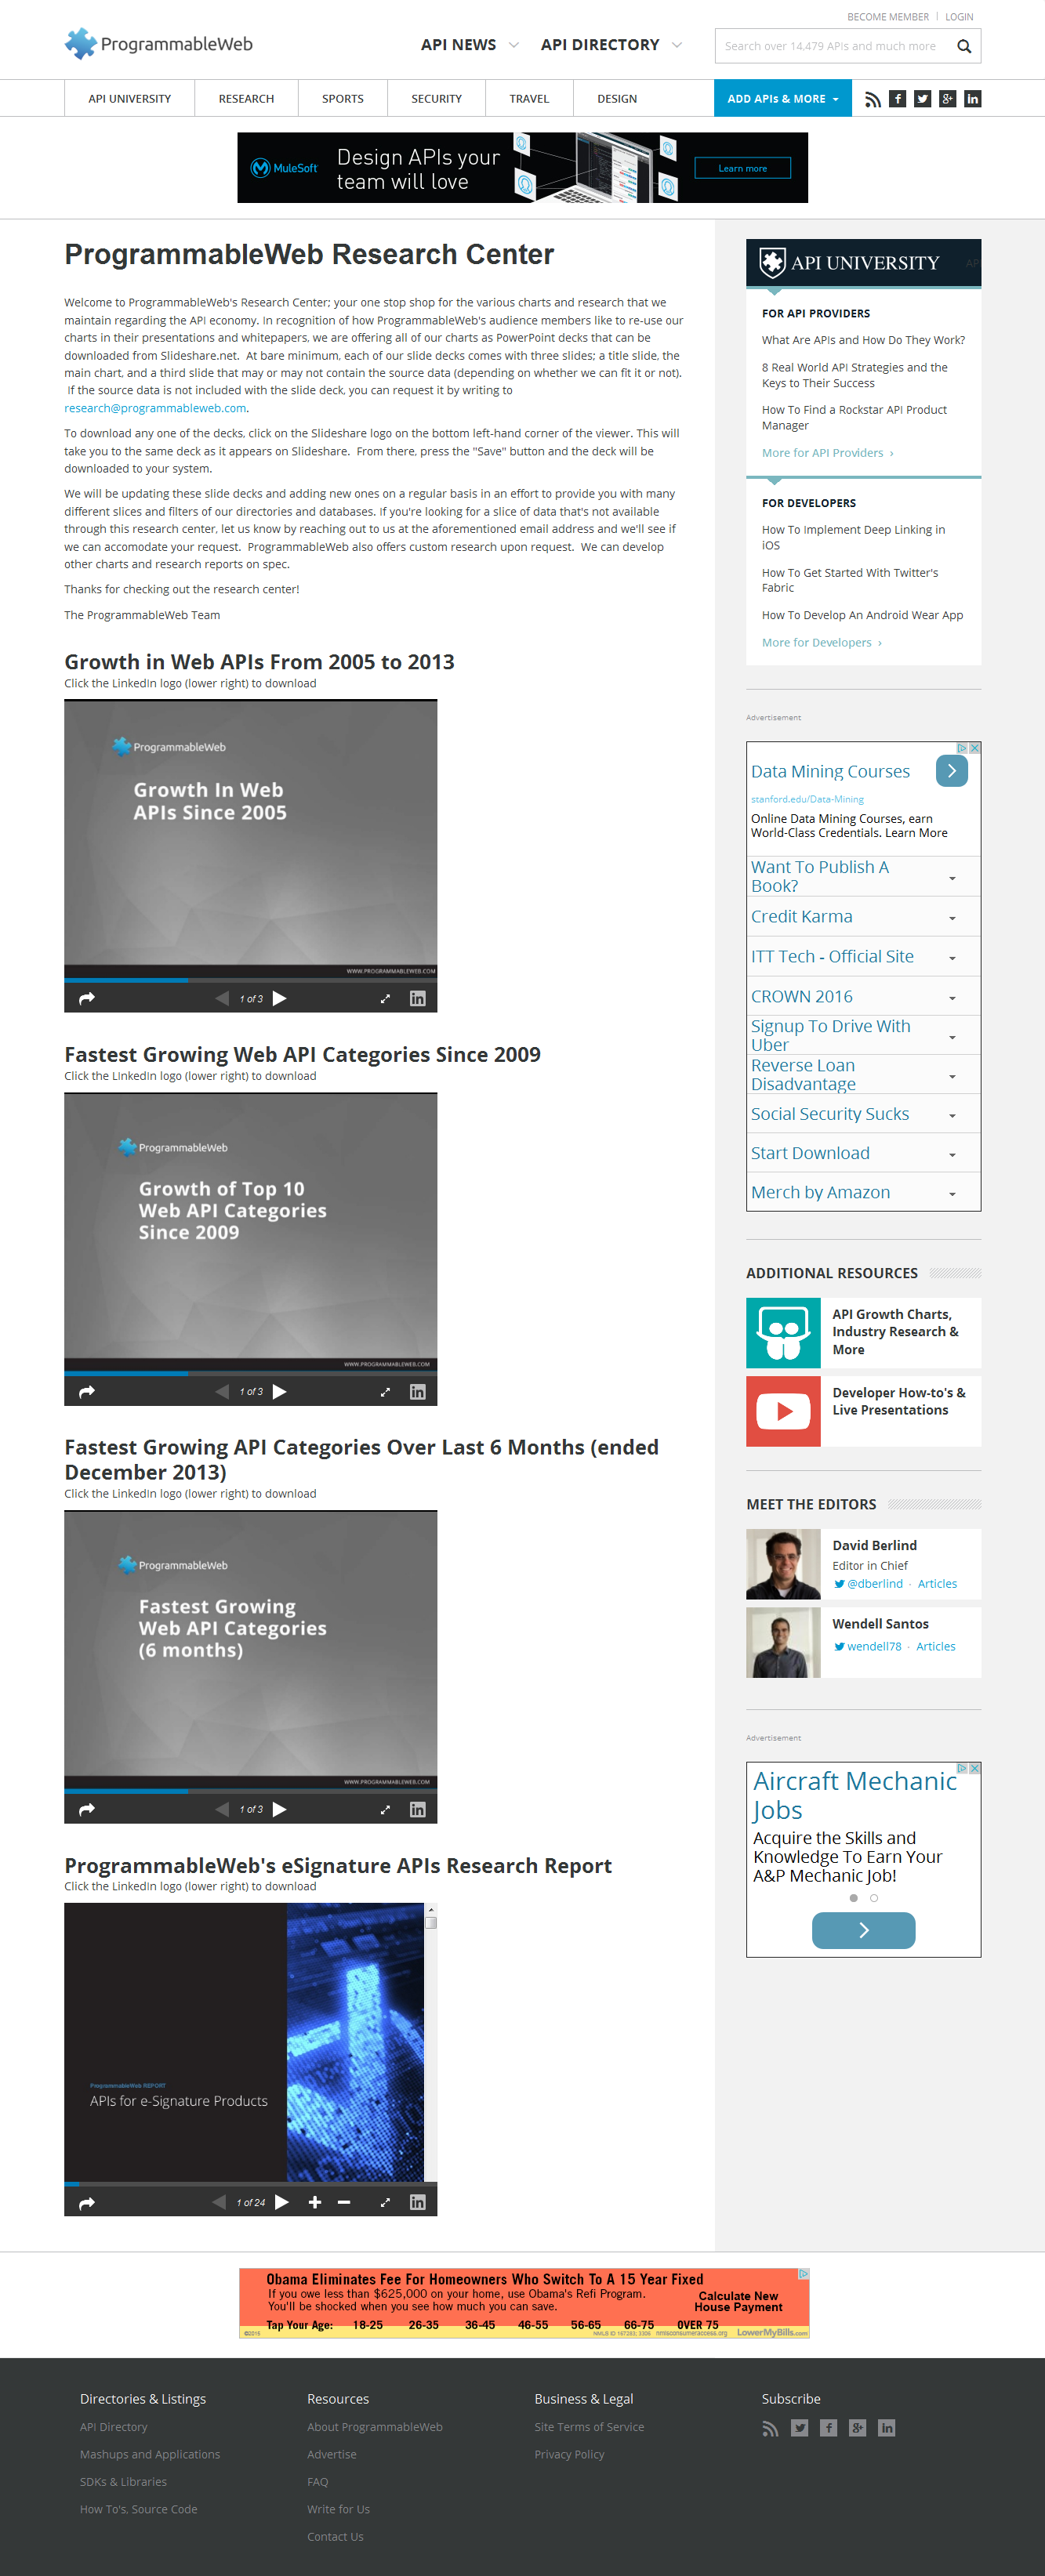 BECOME MEMBER | LOGIN
ProgrammableWeb
API NEWS
API DIRECTORY
Search over 14,479 APIs and much more
API UNIVERSITY
RESEARCH
SPORTS
SECURITY
TRAVEL
DESIGN
ADD APIs & MORE
MuleSoft
Design APIs your
team will love
Learn more
ProgrammableWeb Research Center
Welcome to ProgrammableWeb's Research Center; your one stop shop for the various charts and research that we
maintain regarding the API economy. In recognition of how ProgrammableWeb's audience members like to re-use our
charts in their presentations and whitepapers, we are offering all of our charts as PowerPoint decks that can be
downloaded from Slideshare.net. At bare minimum, each of our slide decks comes with three slides; a title slide, the
main chart, and a third slide that may or may not contain the source data (depending on whether we can fit it or not).
If the source data is not included with the slide deck, you can request it by writing to
research@programmableweb.com.
To download any one of the decks, click on the Slideshare logo on the bottom left-hand corner of the viewer. This will
take you to the same deck as it appears on Slideshare. From there, press the "Save" button and the deck will be
downloaded to your system.
We will be updating these slide decks and adding new ones on a regular basis in an effort to provide you with many
different slices and filters of our directories and databases. If you're looking for a slice of data that's not available
through this research center, let us know by reaching out to us at the aforementioned email address and we'll see if
we can accomodate your request. ProgrammableWeb also offers custom research upon request. We can develop
other charts and research reports on spec.
Thanks for checking out the research center!
The ProgrammableWeb Team
Growth in Web APIs From 2005 to 2013
Click the LinkedIn logo (lower right) to download
ProgrammableWeb
Growth In Web
APIs Since 2005
WWW.PROGRAMMABLEWEB.COM
1 of 3
Fastest Growing Web API Categories Since 2009
Click the LInkedIn logo (lower right) to download
ProgrammableWeb
Growth of Top 10
Web API Categories
Since 2009
WWW.PROGRAMMABLEWEB.COM
1 of 3
Fastest Growing API Categories Over Last 6 Months (ended
December 2013)
Click the LinkedIn logo (lower right) to download
ProgrammableWeb
Fastest Growing
Web API Categories
(6 months)
WWW.PROGRAMMABLEWEB.COM
1 of 3
ProgrammableWeb's eSignature APIs Research Report
Click the LinkedIn logo (lower right) to download
ProgrammableWeb REPORT
APIs for e-Signature Products
1 of 24
API UNIVERSITY
FOR API PROVIDERS
What Are APIs and How Do They Work?
8 Real World API Strategies and the
Keys to Their Success
How To Find a Rockstar API Product
Manager
More for API Providers ›
FOR DEVELOPERS
How To Implement Deep Linking in
iOS
How To Get Started With Twitter's
Fabric
How To Develop An Android Wear App
More for Developers ›
Advertisement
Data Mining Courses
stanford.edu/Data-Mining
Online Data Mining Courses, earn
World-Class Credentials. Learn More
Want To Publish A
Book?
Credit Karma
ITT Tech - Official Site
CROWN 2016
Signup To Drive With
Uber
Reverse Loan
Disadvantage
Social Security Sucks
Start Download
Merch by Amazon
ADDITIONAL RESOURCES
API Growth Charts,
Industry Research &
More
Developer How-to's &
Live Presentations
MEET THE EDITORS
David Berlind
Editor in Chief
@dberlind · Articles
Wendell Santos
wendell78 · Articles
Advertisement
Aircraft Mechanic
Jobs
Acquire the Skills and
Knowledge To Earn Your
A&P Mechanic Job!
Obama Eliminates Fee For Homeowners Who Switch To A 15 Year Fixed
If you owe less than $625,000 on your home, use Obama's Refi Program.
You'll be shocked when you see how much you can save.
Calculate New
House Payment
Tap Your Age: 18-25 26-35 36-45 46-55 56-65 66-75 OVER 75
LowerMyBills.com
Directories & Listings
API Directory
Mashups and Applications
SDKs & Libraries
How To's, Source Code
Resources
About ProgrammableWeb
Advertise
FAQ
Write for Us
Contact Us
Business & Legal
Site Terms of Service
Privacy Policy
Subscribe